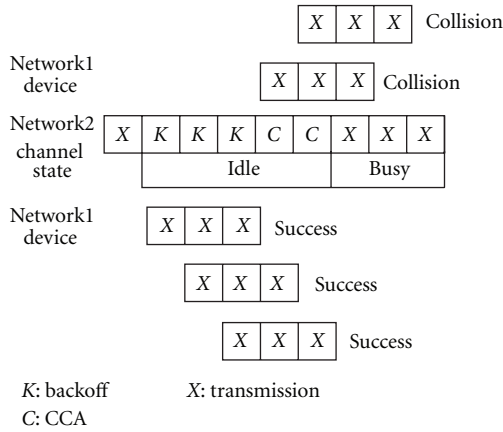 X X X Collision
Network1 device
X X X Collision
Network2 channel state
X K K K C C X X X
Idle Busy
Network1 device
X X X Success
X X X Success
X X X Success
K: backoff X: transmission
C: CCA